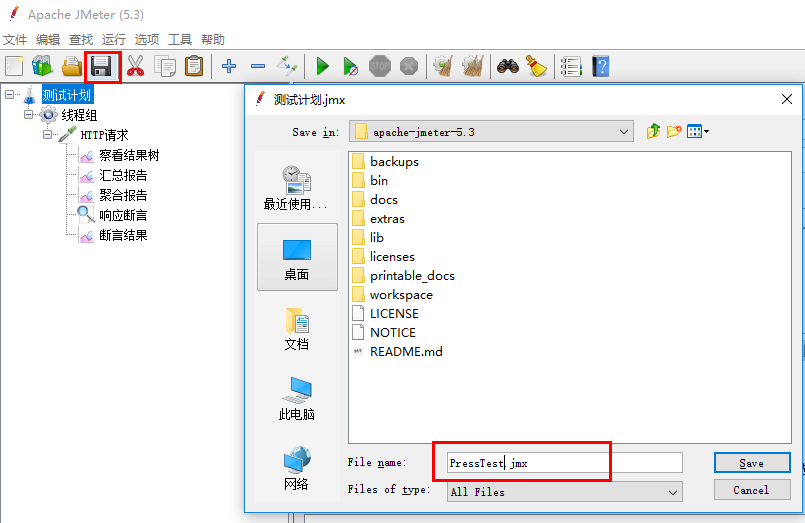 Apache JMeter (5.3)
文件 编辑 查找 运行 选项 工具 帮助
测试计划
线程组
HTTP请求
察看结果树
汇总报告
聚合报告
响应断言
断言结果
测试计划.jmx
Save in: apache-jmeter-5.3
最近使用...
桌面
文档
此电脑
网络
backups
bin
docs
extras
lib
licenses
printable_docs
workspace
LICENSE
NOTICE
README.md
File name: PressTest.jmx
Save
Files of type: All Files
Cancel